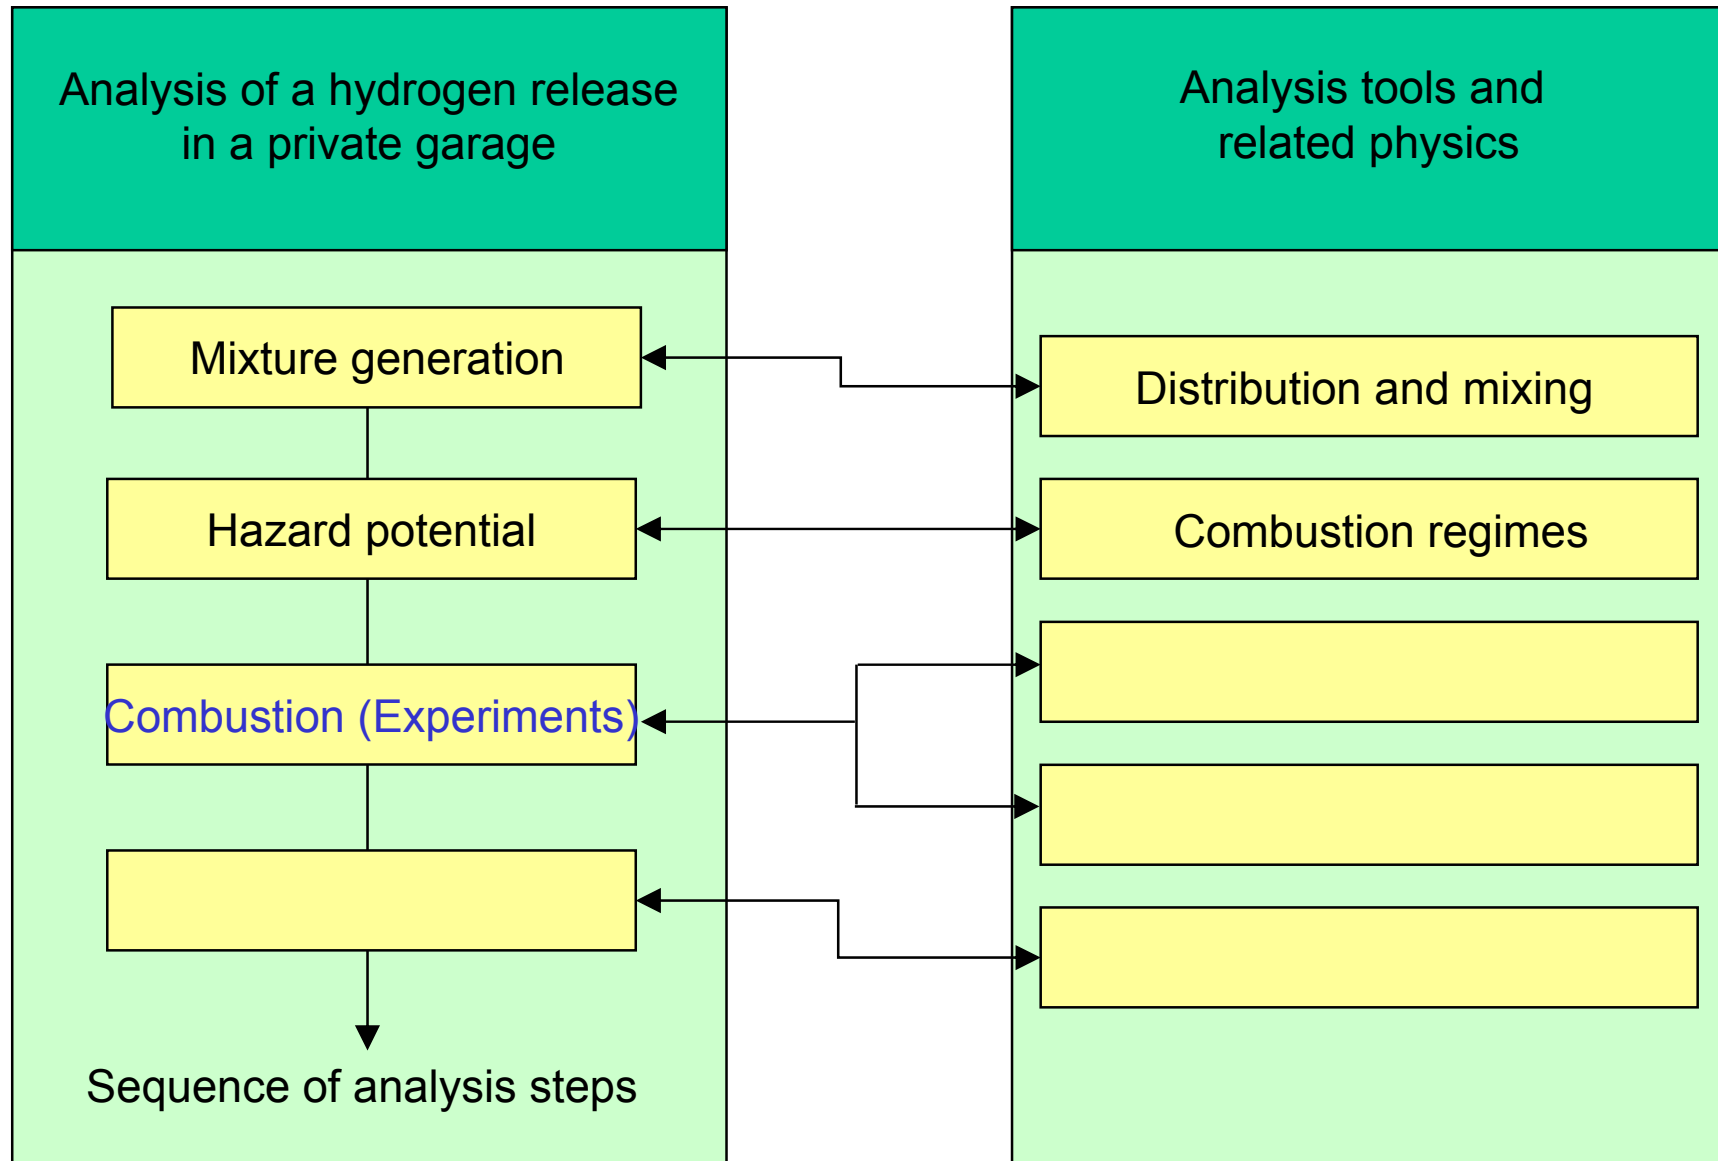 Analysis of a hydrogen release
in a private garage
Mixture generation
Hazard potential
Combustion (Experiments)
Sequence of analysis steps
Analysis tools and
related physics
Distribution and mixing
Combustion regimes